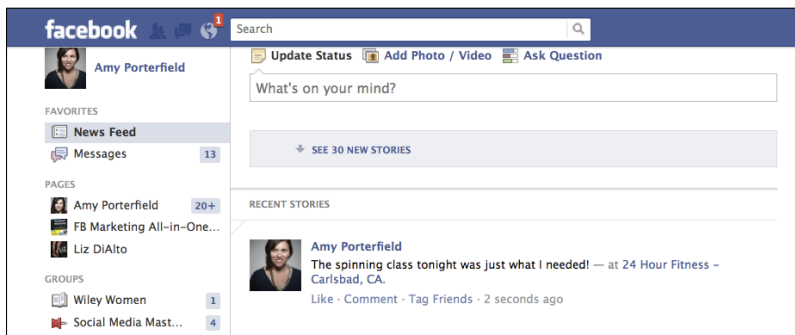 facebook
1
Search
Amy Porterfield
Update Status Add Photo / Video Ask Question
What's on your mind?
FAVORITES
News Feed
Messages 13
SEE 30 NEW STORIES
PAGES
Amy Porterfield 20+
FB Marketing All-in-One...
Liz DiAlto
GROUPS
Wiley Women 1
Social Media Mast... 4
RECENT STORIES
Amy Porterfield
The spinning class tonight was just what I needed! — at 24 Hour Fitness –
Carlsbad, CA.
Like · Comment · Tag Friends · 2 seconds ago